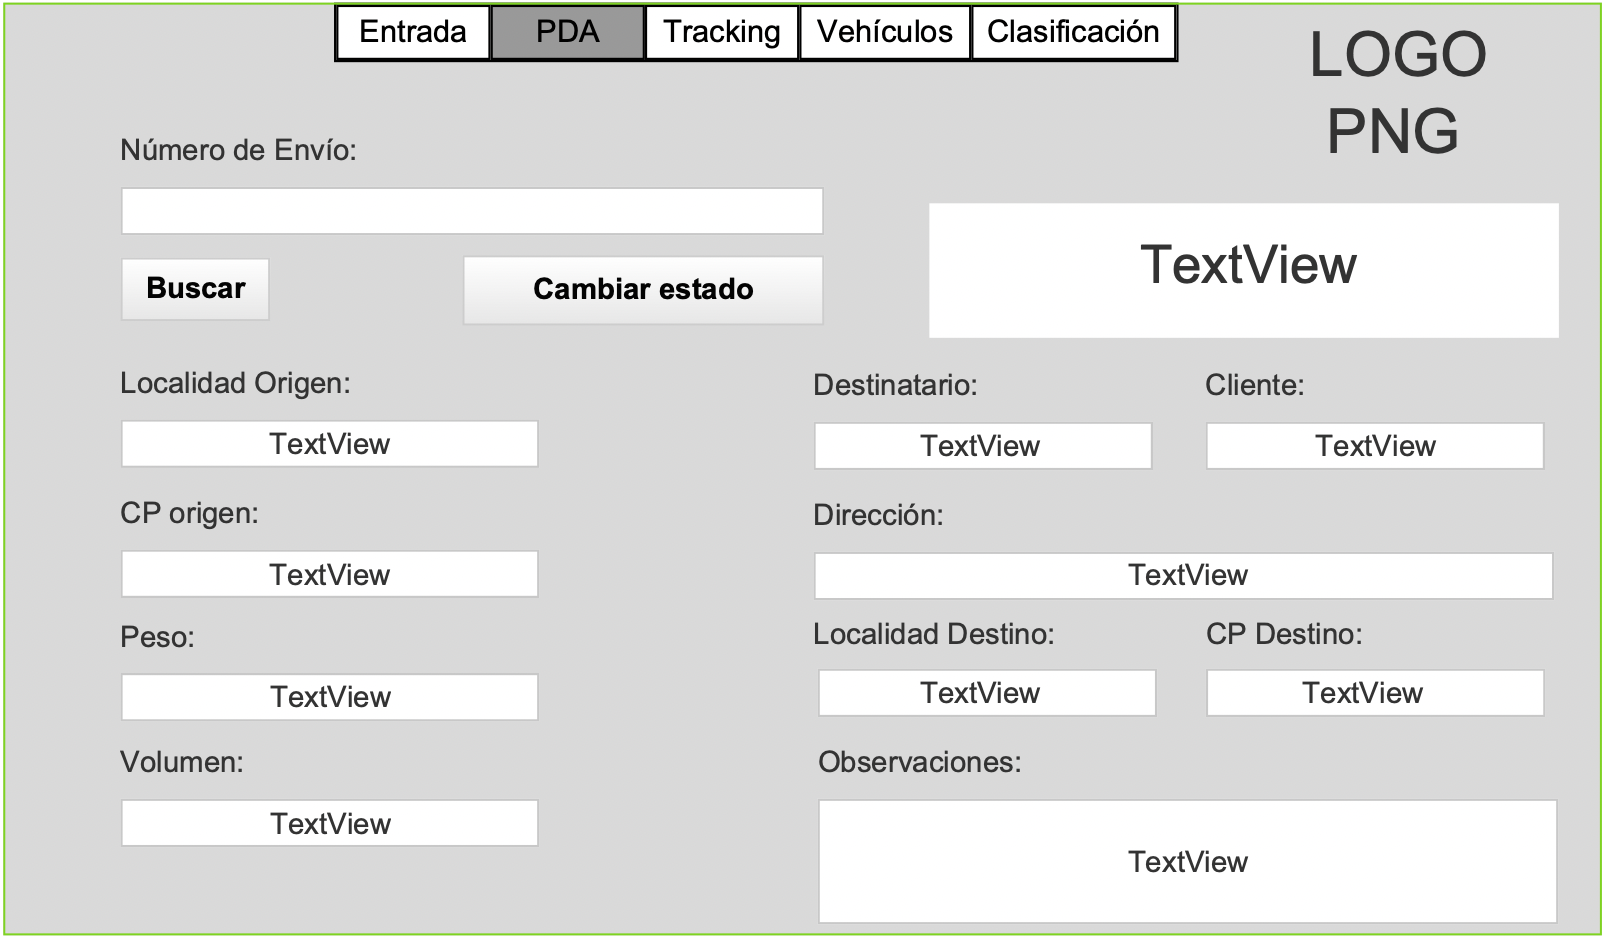 Entrada PDA Tracking Vehículos Clasificación
LOGO
PNG
Número de Envío:
Buscar Cambiar estado
TextView
Localidad Origen:
TextView
CP origen:
TextView
Peso:
TextView
Volumen:
TextView
Destinatario: Cliente:
TextView TextView
Dirección:
TextView
Localidad Destino: CP Destino:
TextView TextView
Observaciones:
TextView